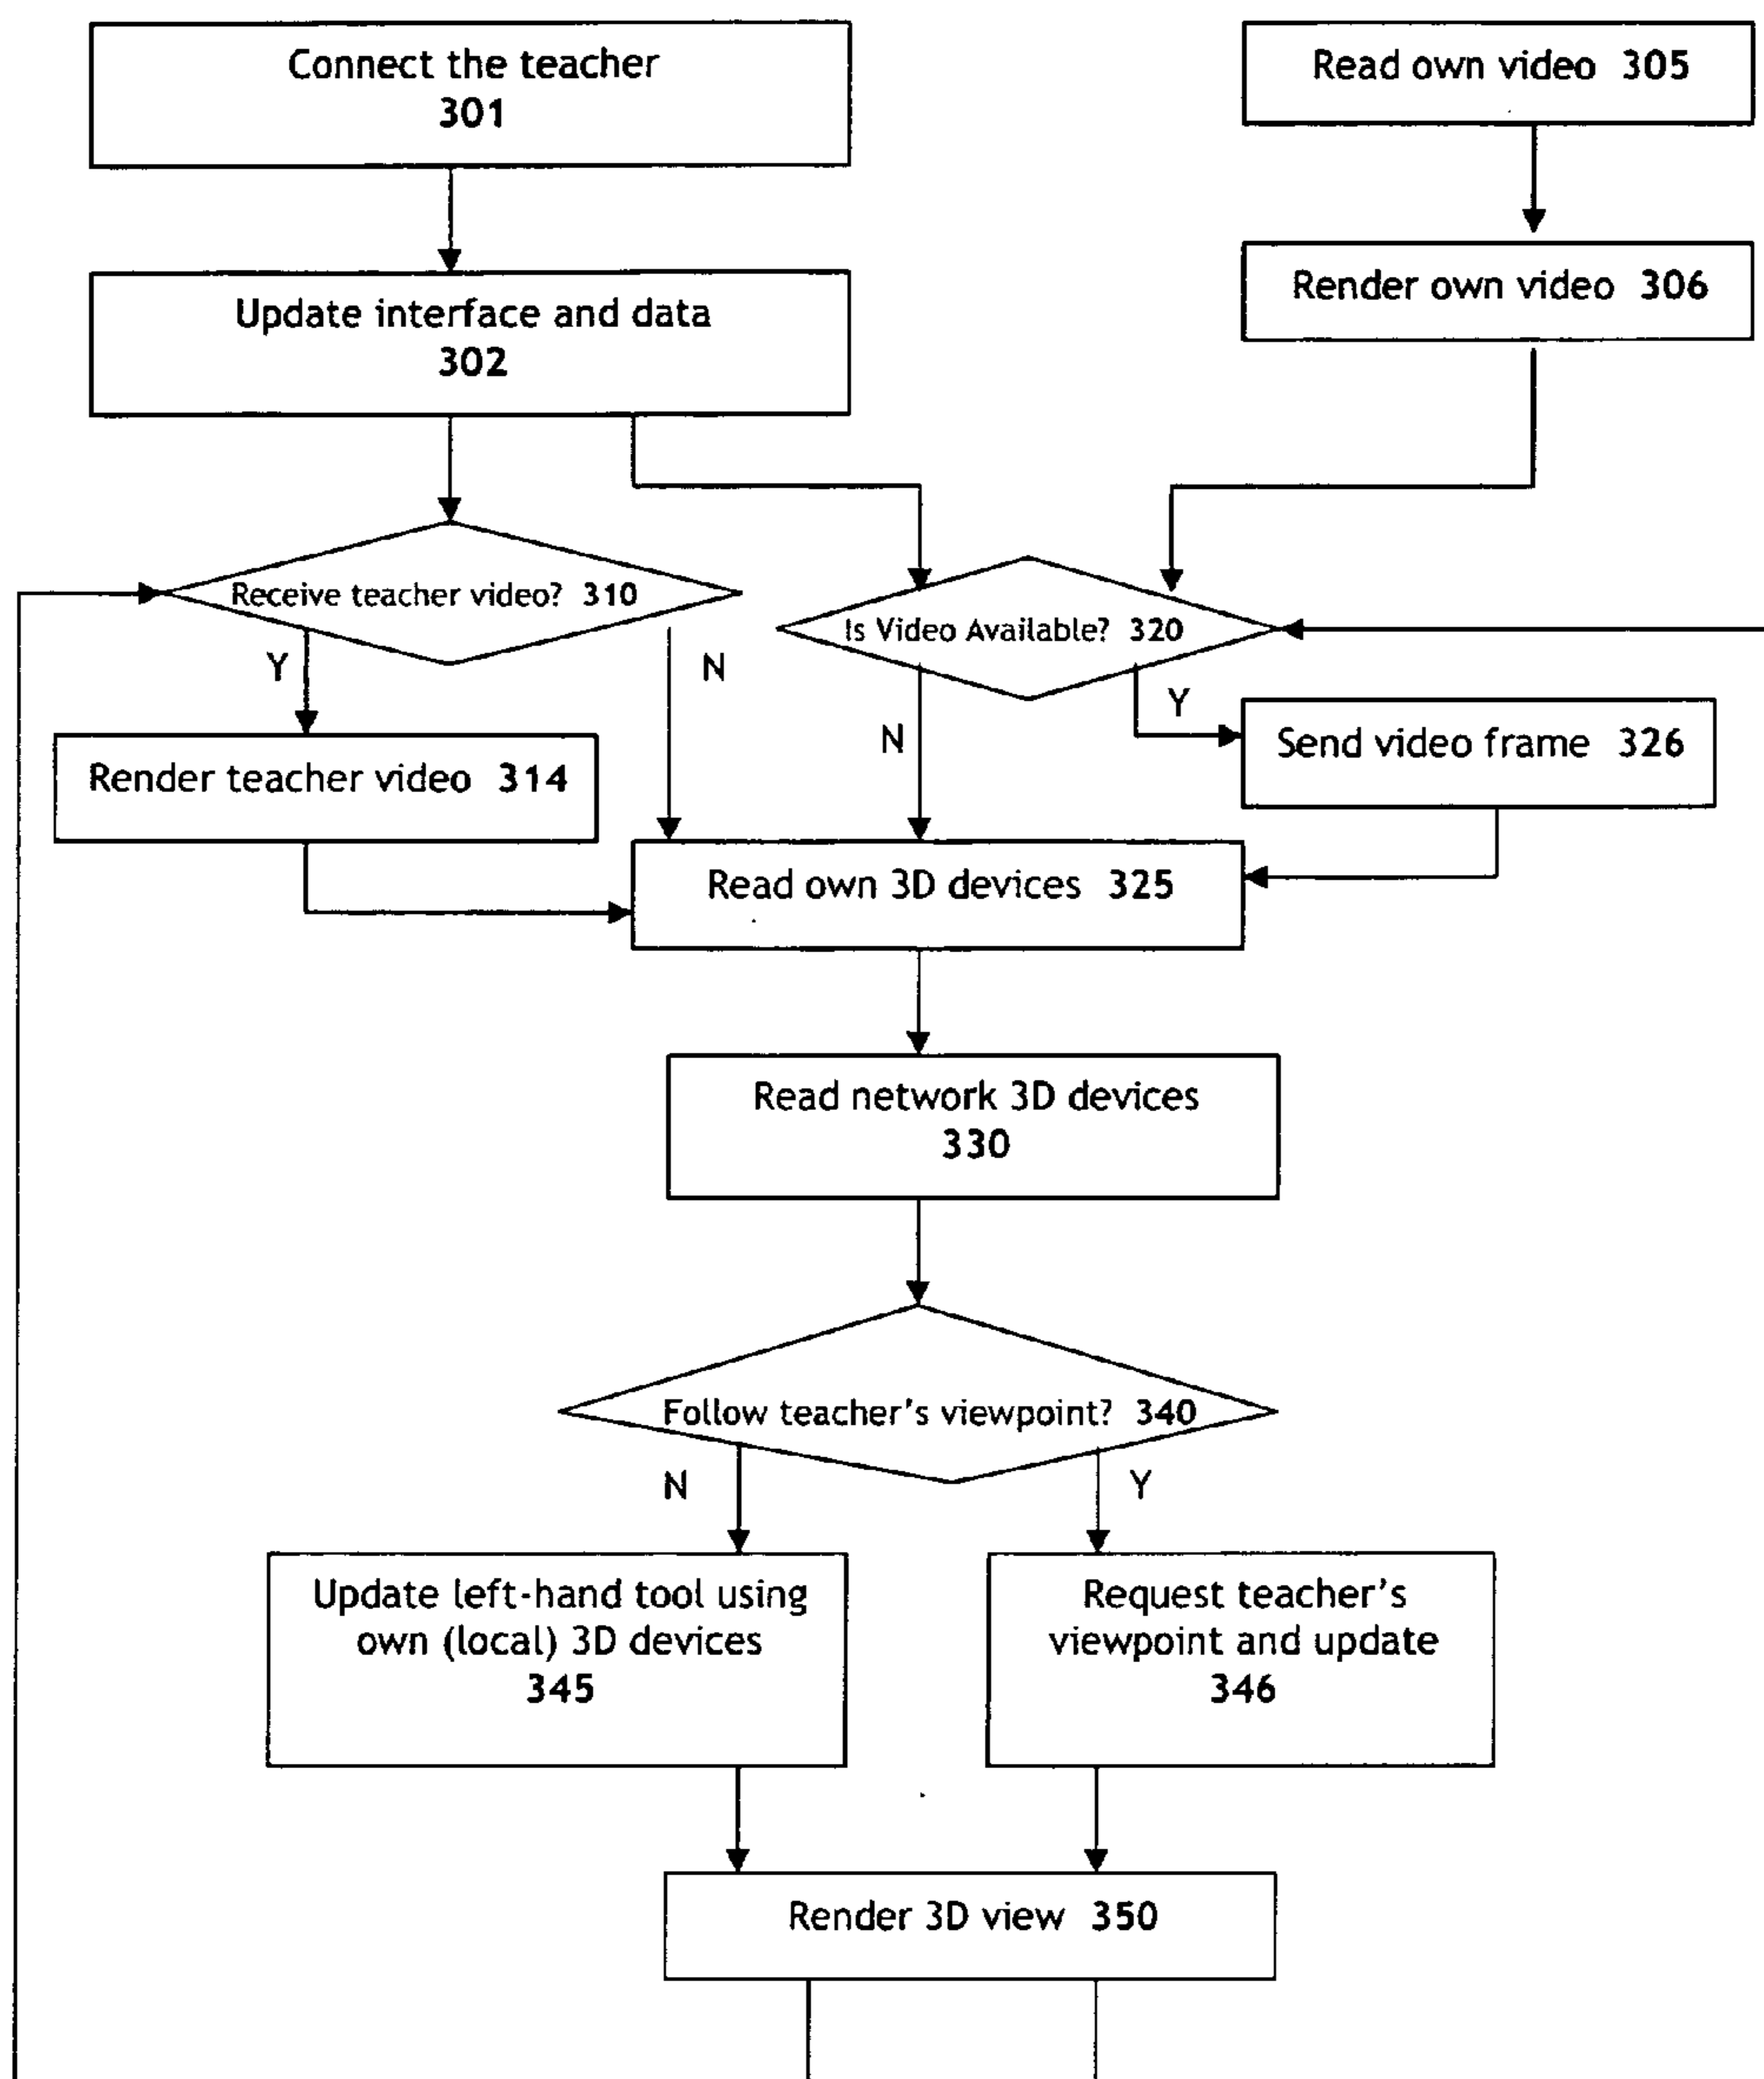 Connect the teacher
301
Read own video 305
Update interface and data
302
Render own video 306
Receive teacher video? 310
Is Video Available? 320
Y
N
N
Y
Render teacher video 314
Send video frame 326
Read own 3D devices 325
Read network 3D devices
330
Follow teacher's viewpoint? 340
N
Y
Update left-hand tool using
own (local) 3D devices
345
Request teacher's
viewpoint and update
346
Render 3D view 350